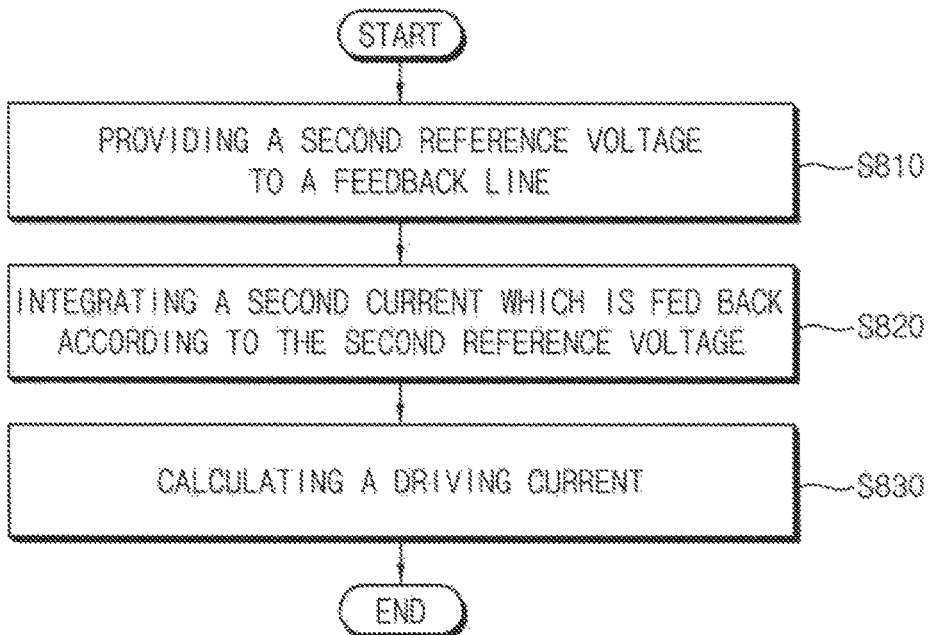 START
PROVIDING A SECOND REFERENCE VOLTAGE
TO A FEEDBACK LINE
S810
INTEGRATING A SECOND CURRENT WHICH IS FED BACK
ACCORDING TO THE SECOND REFERENCE VOLTAGE
S820
CALCULATING A DRIVING CURRENT
S830
END